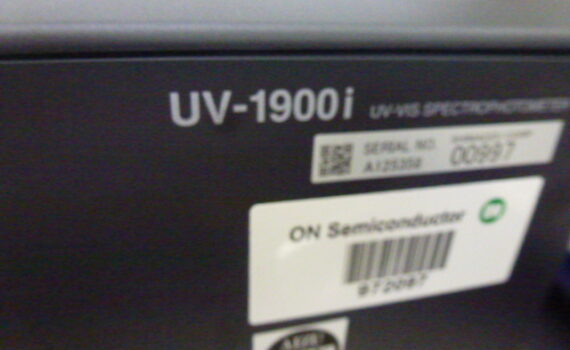 UV-1900i UV-VIS SPECTROPHOTOMETER
SERIAL NO.
A125358 00997
ON Semiconductor
972067